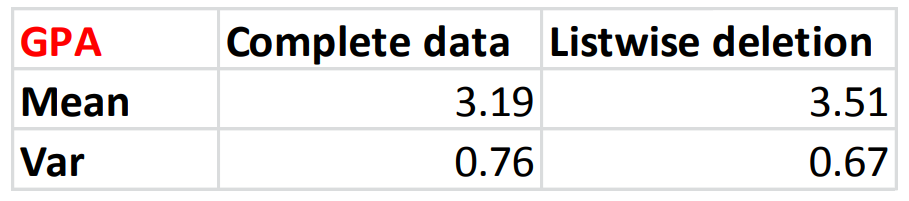 GPA Complete data Listwise deletion
Mean 3.19 3.51
Var 0.76 0.67